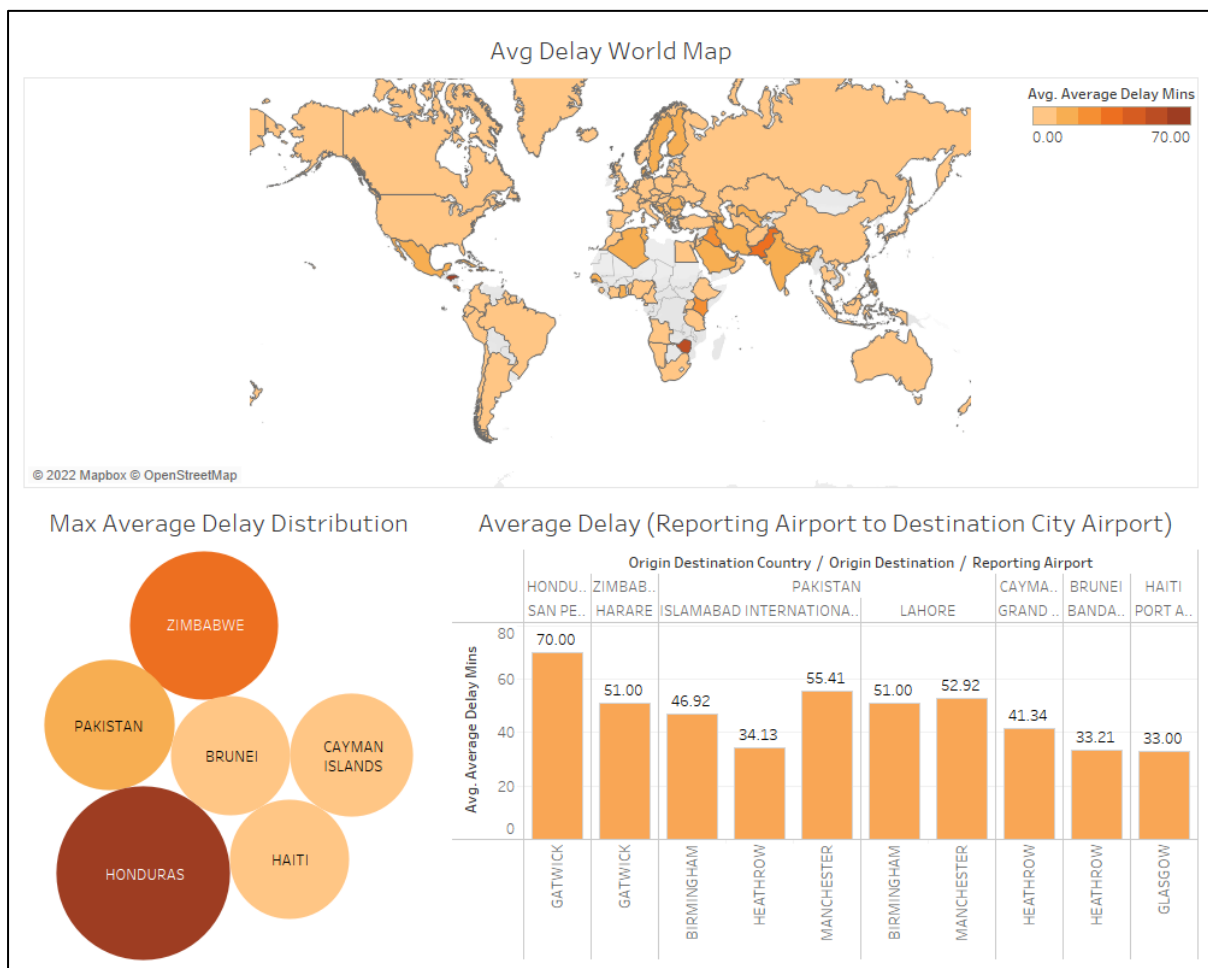 Avg Delay World Map
Avg. Average Delay Mins
0.00 70.00
© 2022 Mapbox © OpenStreetMap
Max Average Delay Distribution
ZIMBABWE
PAKISTAN
BRUNEI
CAYMAN
ISLANDS
HONDURAS
HAITI
Average Delay (Reporting Airport to Destination City Airport)
Origin Destination Country / Origin Destination / Reporting Airport
HONDU.. ZIMBAB.. PAKISTAN CAYMA.. BRUNEI HAITI
SAN PE.. HARARE ISLAMABAD INTERNATIONA.. LAHORE GRAND .. BANDA.. PORT A..
Avg. Average Delay Mins
80
60
40
20
0
70.00 51.00 46.92 34.13 55.41 51.00 52.92 41.34 33.21 33.00
GATWICK GATWICK BIRMINGHAM HEATHROW MANCHESTER BIRMINGHAM MANCHESTER HEATHROW HEATHROW GLASGOW